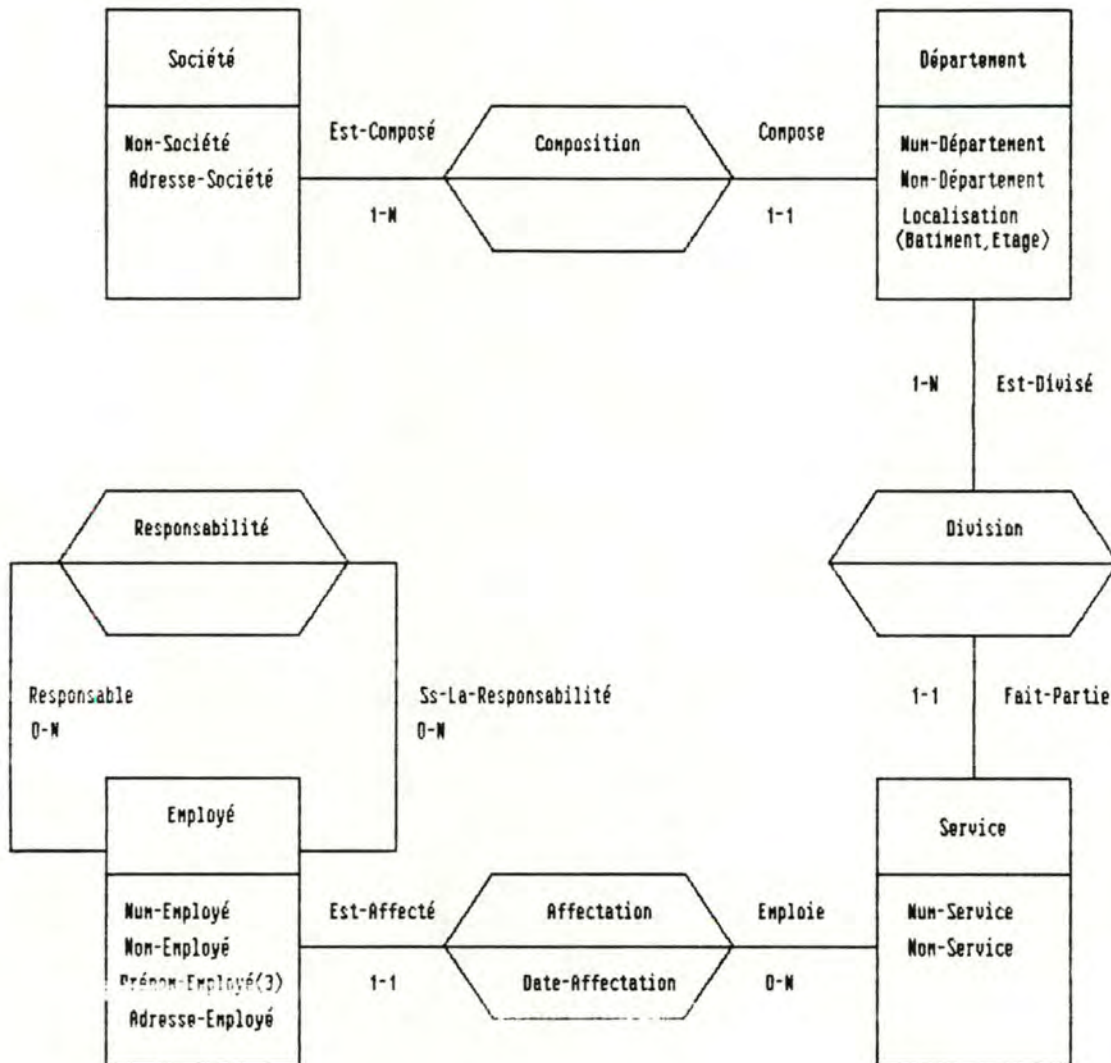 Société
Nom-Société
Adresse-Société
Est-Composé
1-N
Composition
Compose
1-1
Département
Num-Département
Nom-Département
Localisation
(Batiment,Etage)
1-N
Est-Divisé
Responsabilité
Division
Responsable
0-N
Ss-La-Responsabilité
0-N
1-1
Fait-Partie
Employé
Num-Employé
Nom-Employé
Prénom-Employé(3)
Adresse-Employé
Est-Affecté
1-1
Affectation
Date-Affectation
Emploie
0-N
Service
Num-Service
Nom-Service